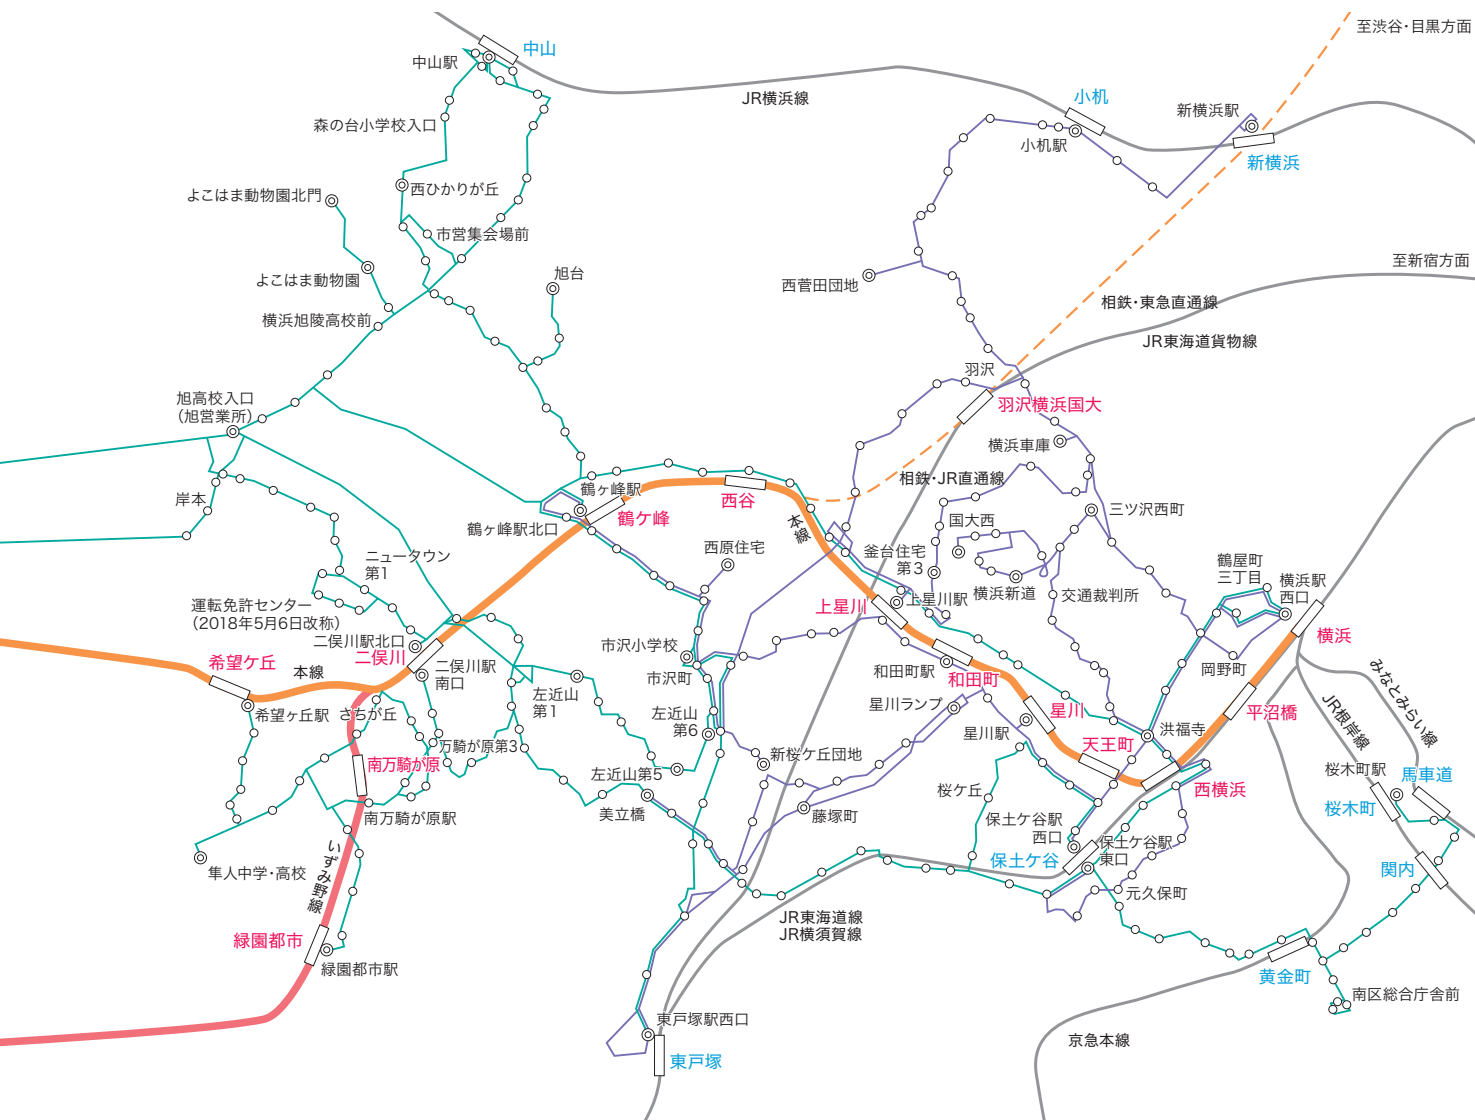 至渋谷・目黒方面
中山
中山駅
JR横浜線
小机
新横浜駅
森の台小学校入口
小机駅
新横浜
よこはま動物園北門
西ひかりが丘
市営集会場前
至新宿方面
よこはま動物園
旭台
西菅田団地
相鉄・東急直通線
横浜旭陵高校前
JR東海道貨物線
羽沢
旭高校入口
（旭営業所）
羽沢横浜国大
横浜車庫
相鉄・JR直通線
鶴ヶ峰駅
西谷
岸本
鶴ケ峰
鶴ヶ峰駅北口
本線
国大西
三ツ沢西町
ニュータウン
第1
西原住宅
釜台住宅
第3
鶴屋町
三丁目
横浜駅
西口
横浜新道
交通裁判所
運転免許センター
（2018年5月6日改称）
上星川
上星川駅
二俣川駅北口
横浜
二俣川
市沢小学校
希望ケ丘
本線
二俣川駅
南口
市沢町
和田町駅
和田町
岡野町
みなとみらい線
左近山
第1
星川ランプ
星川
JR根岸線
希望ヶ丘駅
さちが丘
左近山
第6
平沼橋
星川駅
洪福寺
万騎が原第3
天王町
南万騎が原
左近山第5
新桜ケ丘団地
桜木町駅
馬車道
西横浜
桜ケ丘
桜木町
美立橋
藤塚町
南万騎が原駅
保土ケ谷駅
西口
保土ケ谷
保土ケ谷駅
東口
関内
隼人中学・高校
いずみ野線
元久保町
JR東海道線
JR横須賀線
緑園都市
緑園都市駅
黄金町
南区総合庁舎前
東戸塚駅西口
京急本線
東戸塚